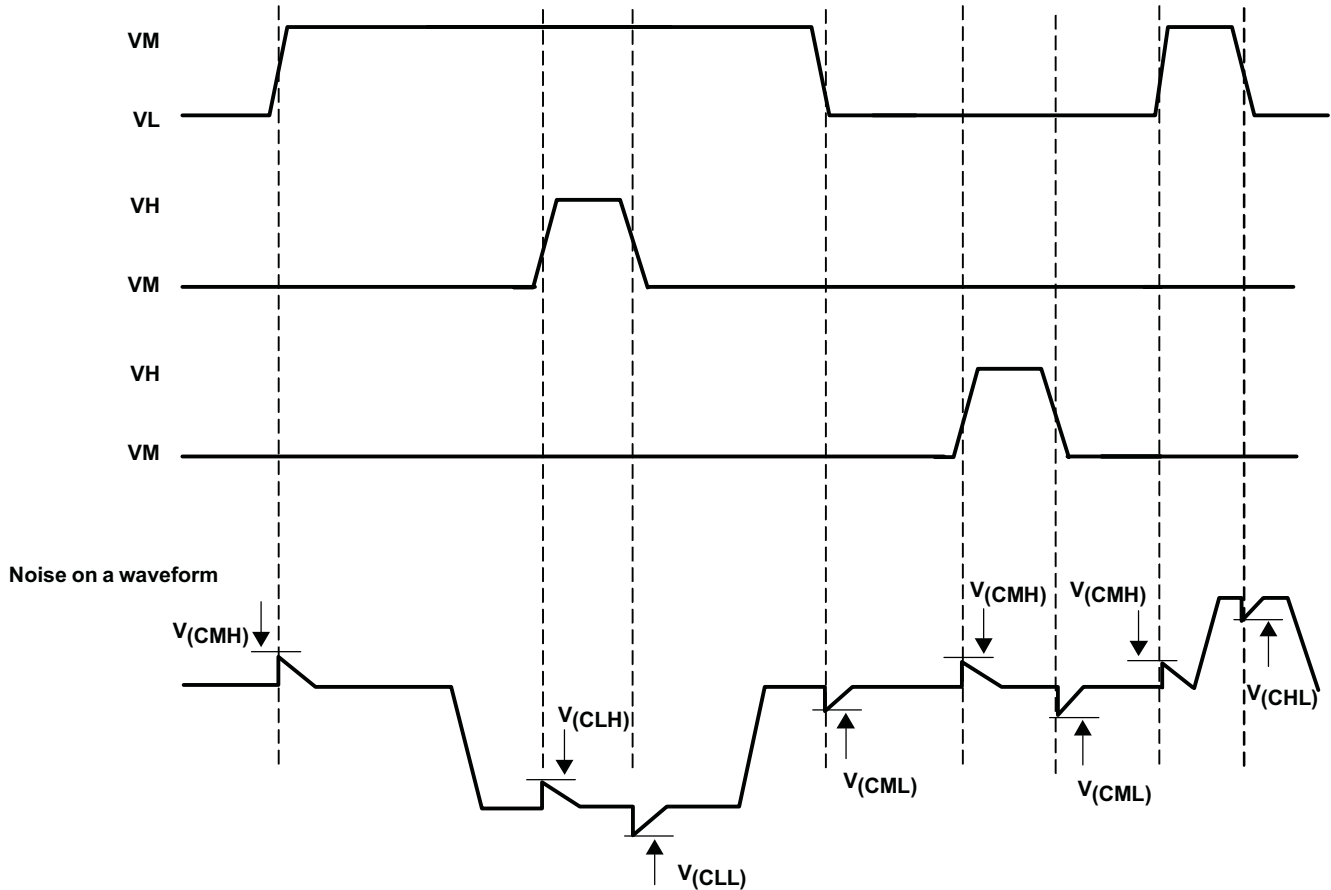 VM
VL
VH
VM
VH
VM
Noise on a waveform
V(CMH)
V(CLH)
V(CLL)
V(CML)
V(CMH)
V(CML)
V(CMH)
V(CHL)